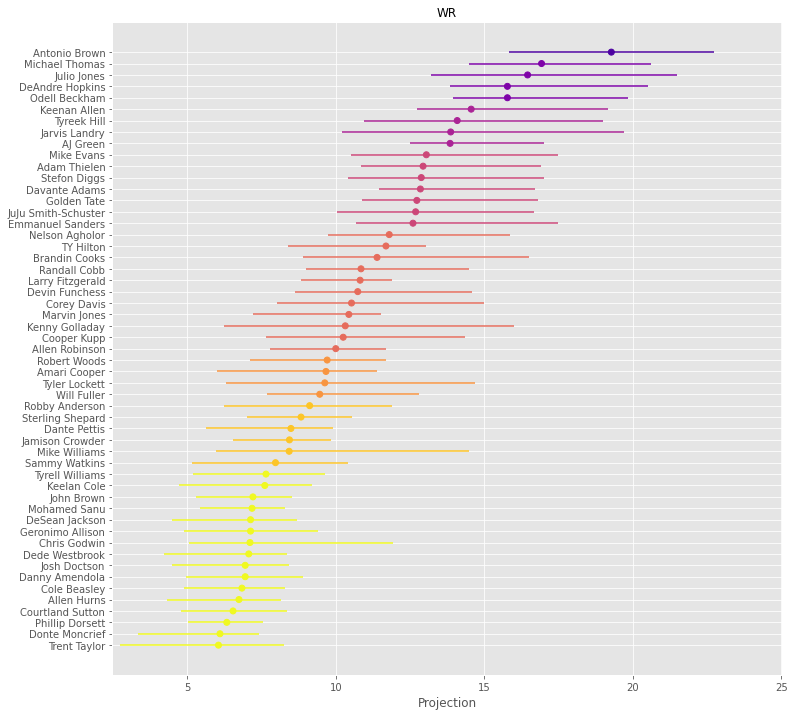 WR
Antonio Brown
Michael Thomas
Julio Jones
DeAndre Hopkins
Odell Beckham
Keenan Allen
Tyreek Hill
Jarvis Landry
AJ Green
Mike Evans
Adam Thielen
Stefon Diggs
Davante Adams
Golden Tate
JuJu Smith-Schuster
Emmanuel Sanders
Nelson Agholor
TY Hilton
Brandin Cooks
Randall Cobb
Larry Fitzgerald
Devin Funchess
Corey Davis
Marvin Jones
Kenny Golladay
Cooper Kupp
Allen Robinson
Robert Woods
Amari Cooper
Tyler Lockett
Will Fuller
Robby Anderson
Sterling Shepard
Dante Pettis
Jamison Crowder
Mike Williams
Sammy Watkins
Tyrell Williams
Keelan Cole
John Brown
Mohamed Sanu
DeSean Jackson
Geronimo Allison
Chris Godwin
Dede Westbrook
Josh Doctson
Danny Amendola
Cole Beasley
Allen Hurns
Courtland Sutton
Phillip Dorsett
Donte Moncrief
Trent Taylor
5 10 15 20 25
Projection